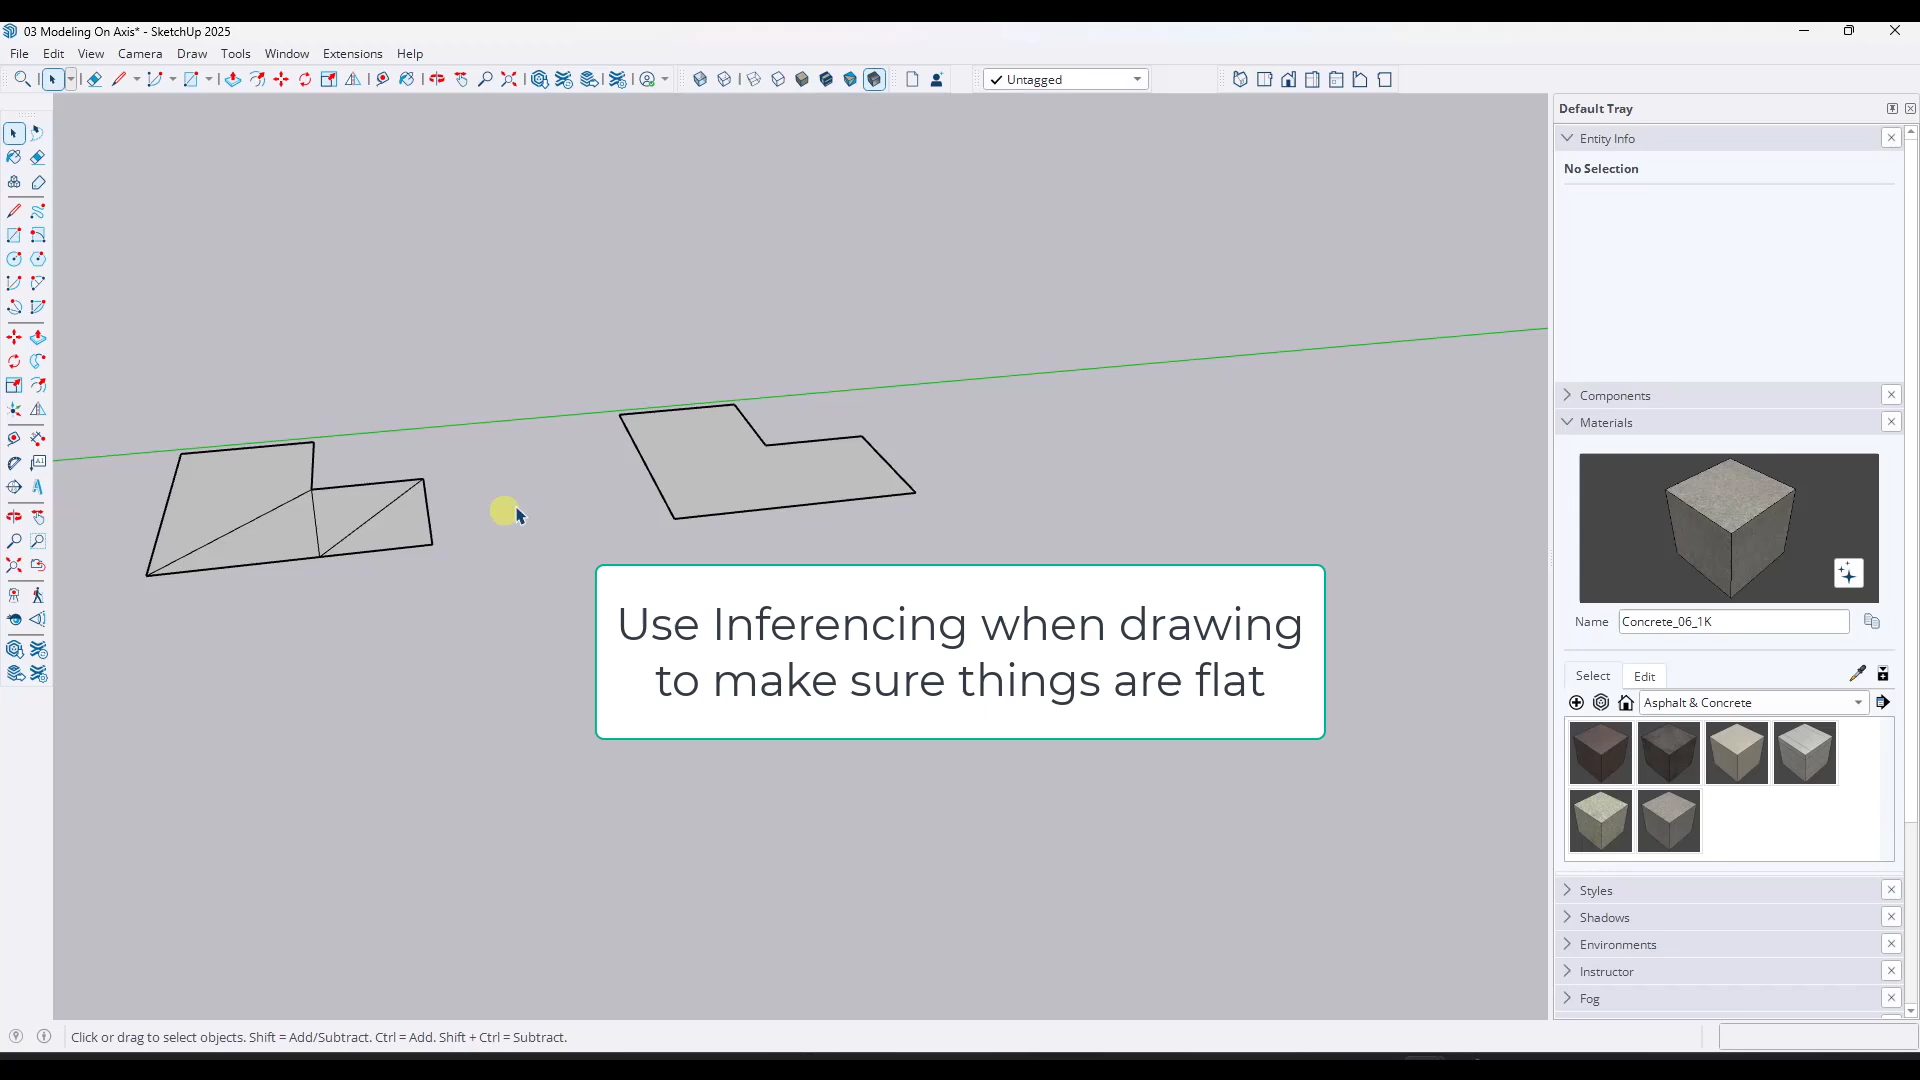 03 Modeling On Axis* - SketchUp 2025
File Edit View Camera Draw Tools Window Extensions Help
Untagged
Default Tray
Entity Info
No Selection
Components
Materials
Name Concrete_06_1K
Select Edit
Asphalt & Concrete
Styles
Shadows
Environments
Instructor
Fog
Use Inferencing when drawing
to make sure things are flat
Click or drag to select objects. Shift = Add/Subtract. Ctrl = Add. Shift + Ctrl = Subtract.